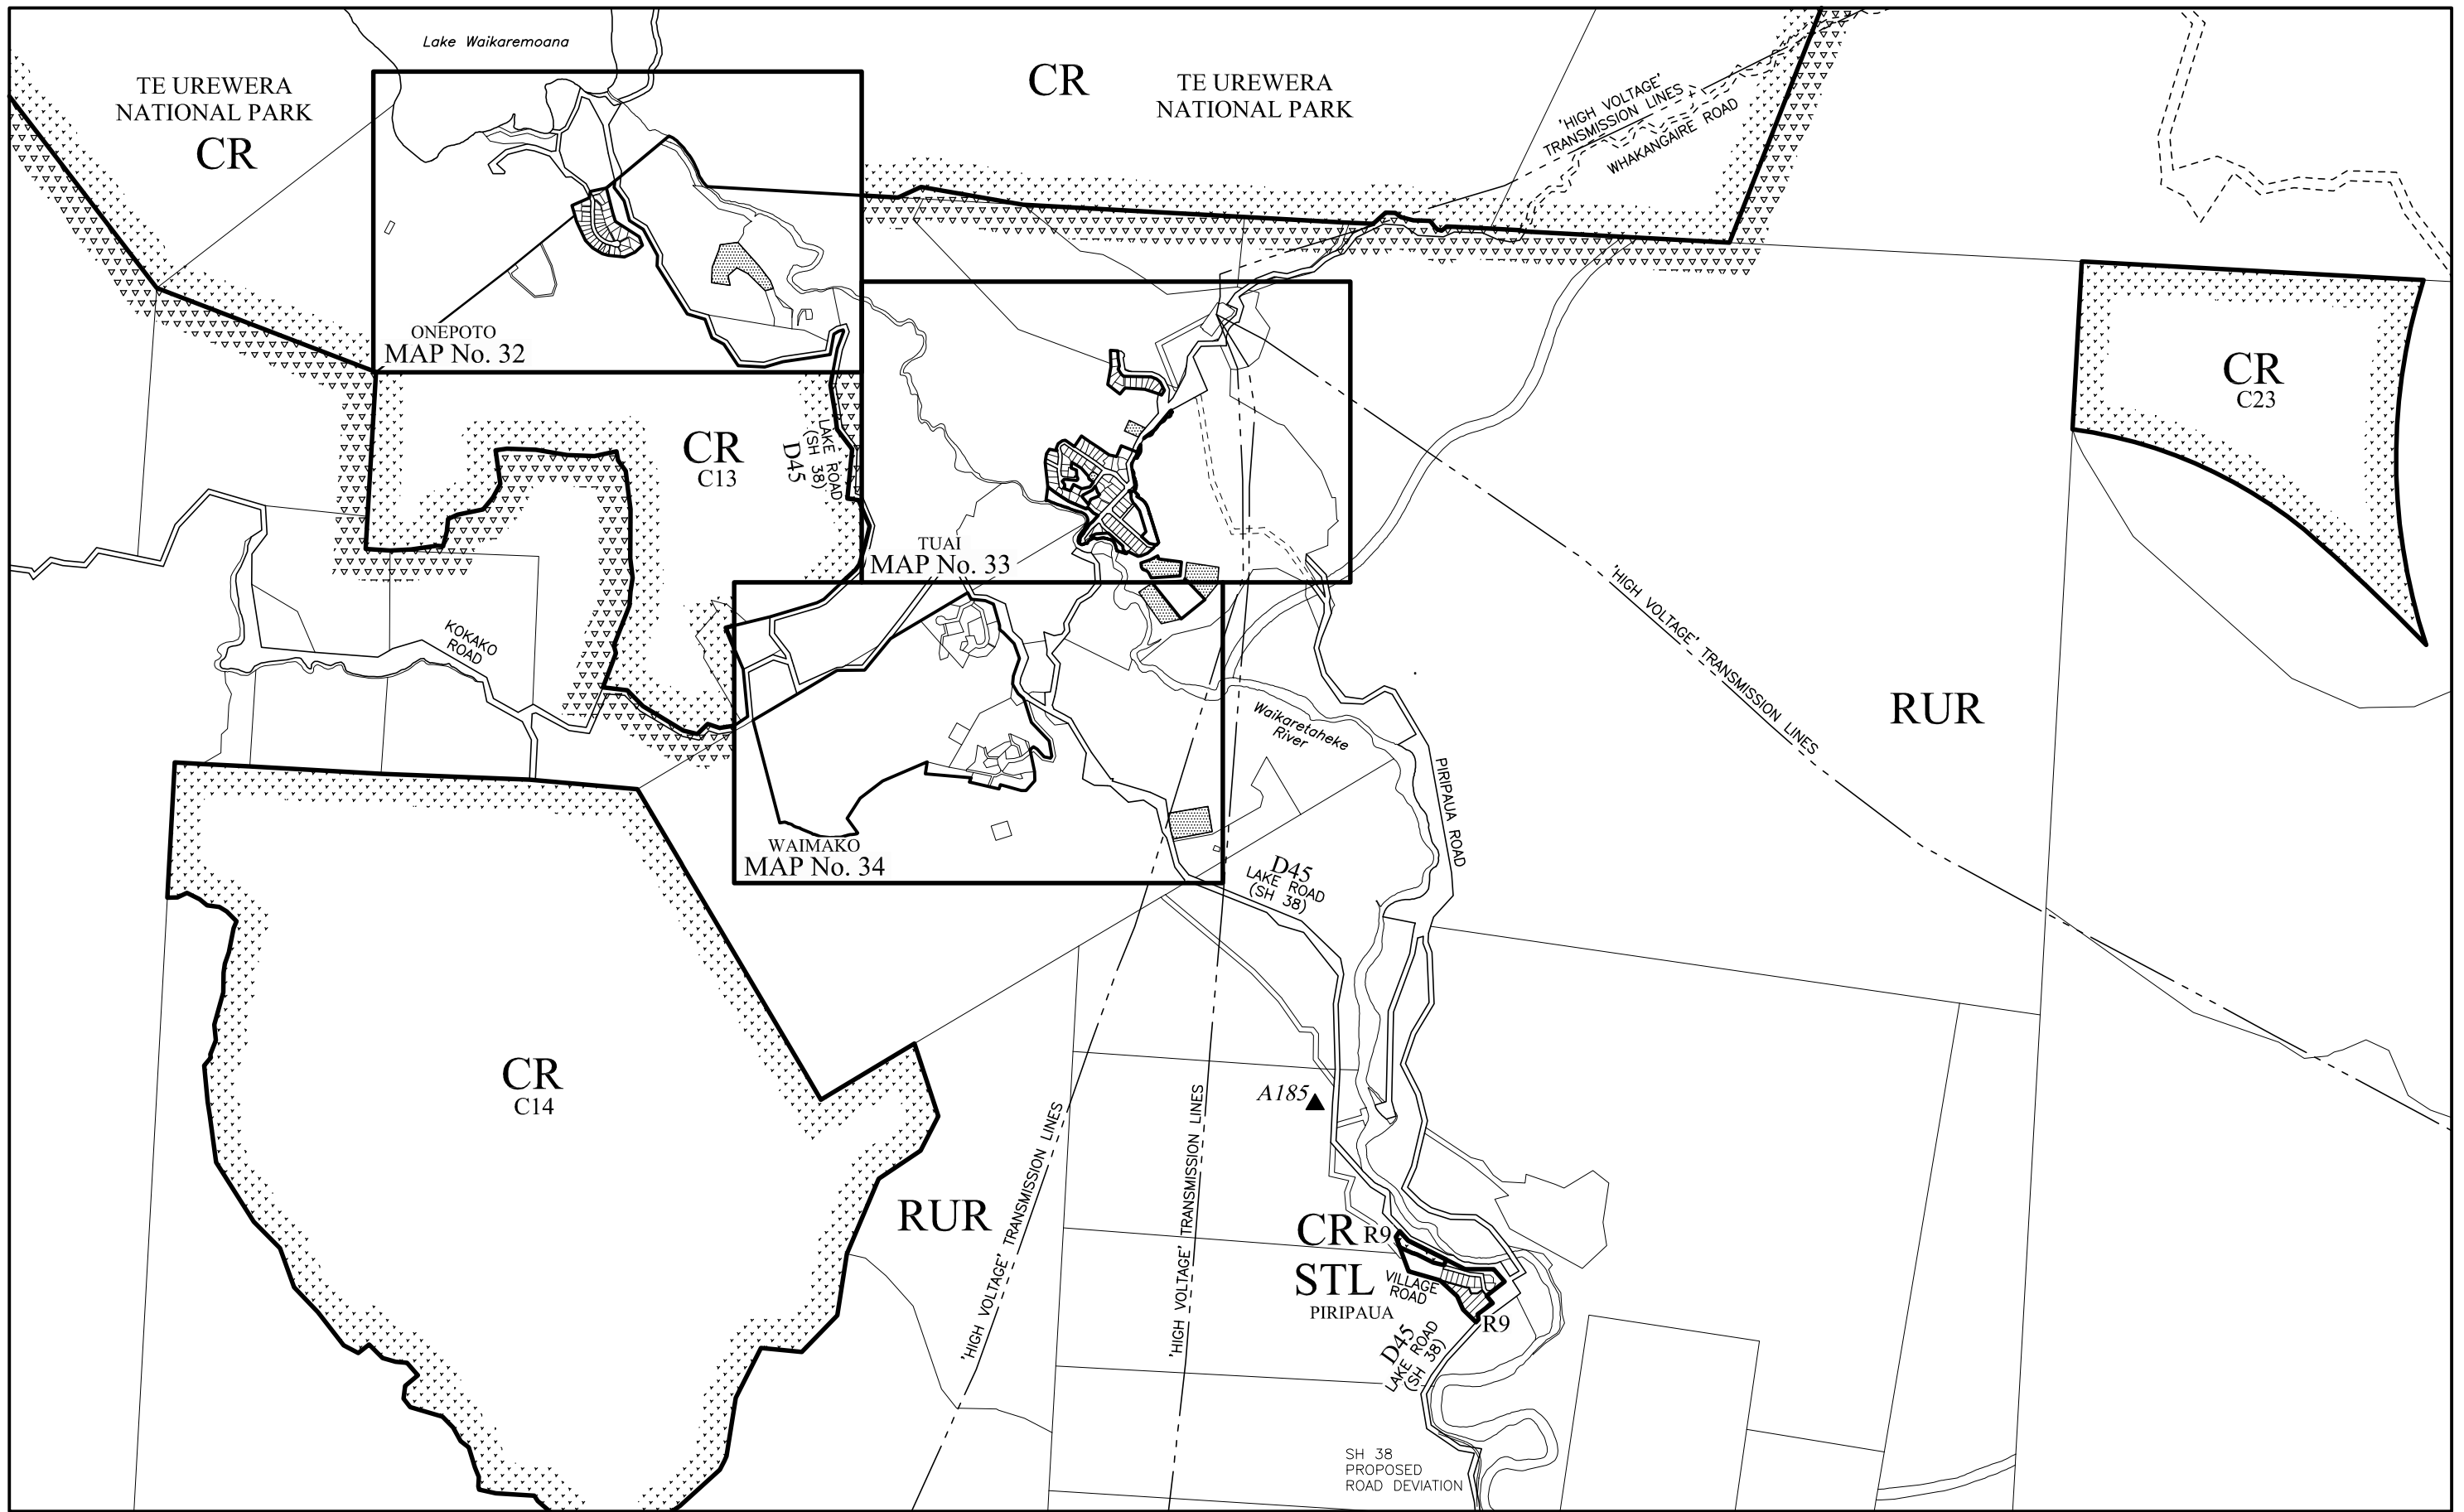 Lake Waikaremoana
TE UREWERA
NATIONAL PARK
CR
CR
TE UREWERA
NATIONAL PARK
'HIGH VOLTAGE'
TRANSMISSION LINES
WHAKANGAIRE ROAD
ONEPOTO
MAP No. 32
CR
C23
CR
C13
LAKE ROAD
(SH 38)
D45
TUAI
MAP No. 33
KOKAKO
ROAD
'HIGH VOLTAGE' TRANSMISSION LINES
RUR
Waikaretaheke
River
PIRIPAUA ROAD
WAIMAKO
MAP No. 34
D45
LAKE ROAD
(SH 38)
CR
C14
A185
'HIGH VOLTAGE' TRANSMISSION LINES
'HIGH VOLTAGE' TRANSMISSION LINES
RUR
CR R9
STL
PIRIPAUA
VILLAGE
ROAD
R9
D45
LAKE ROAD
(SH 38)
SH 38
PROPOSED
ROAD DEVIATION